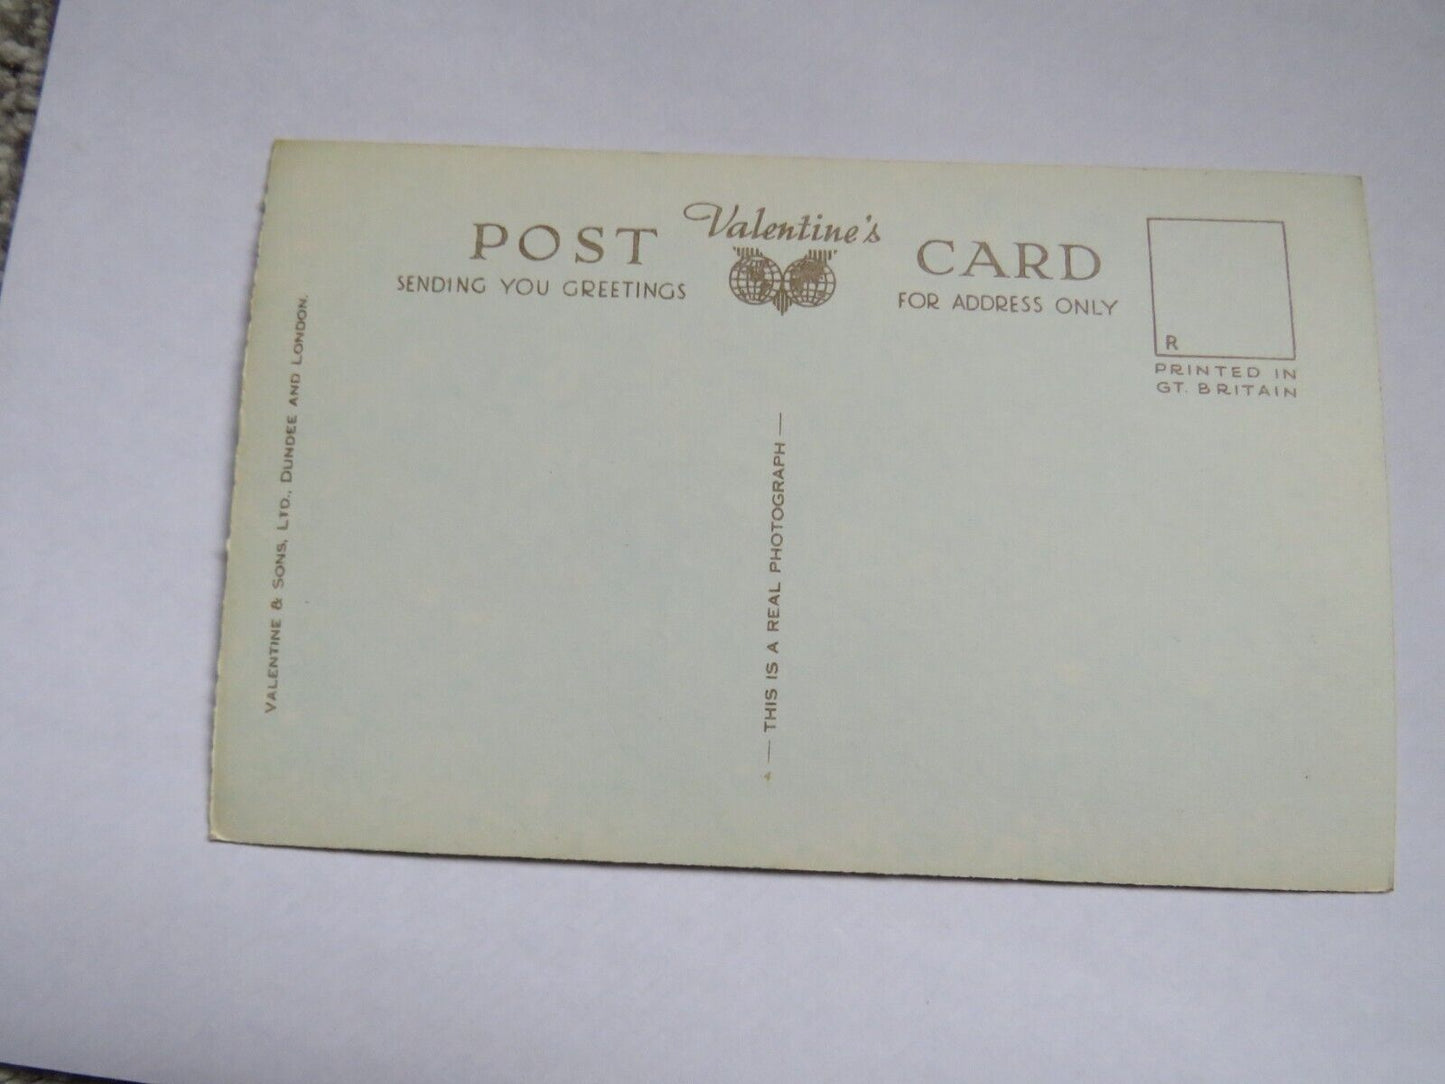 POST Valentine's CARD
SENDING YOU GREETINGS
FOR ADDRESS ONLY
R
PRINTED IN
GT. BRITAIN
VALENTINE & SONS, LTD., DUNDEE AND LONDON.
— THIS IS A REAL PHOTOGRAPH —